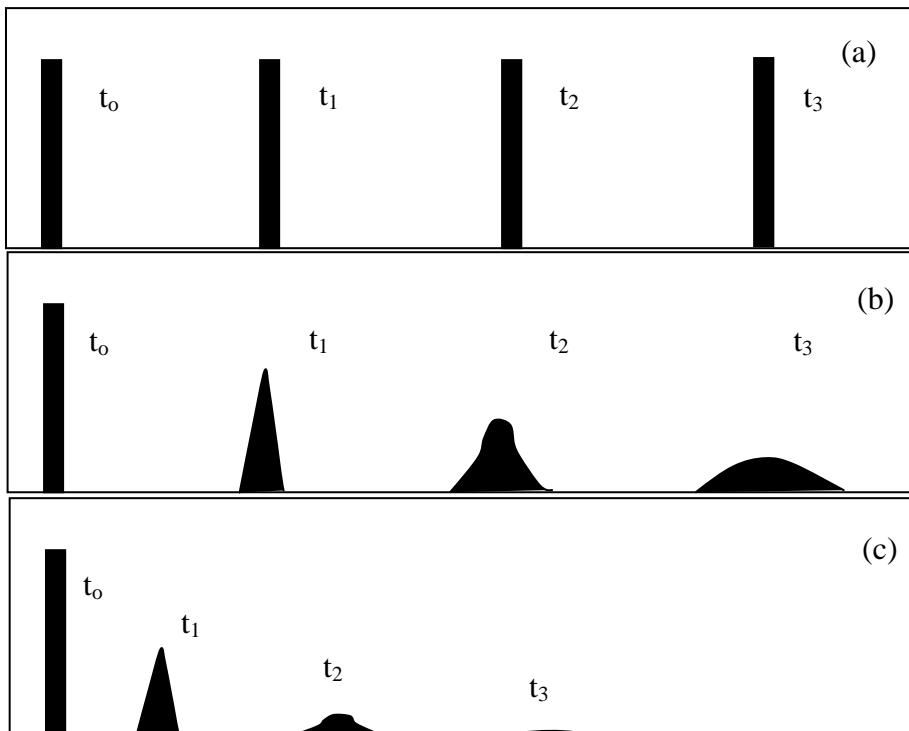 (a)
tₒ t₁ t₂ t₃
(b)
tₒ t₁ t₂ t₃
(c)
tₒ
t₁
t₂
t₃